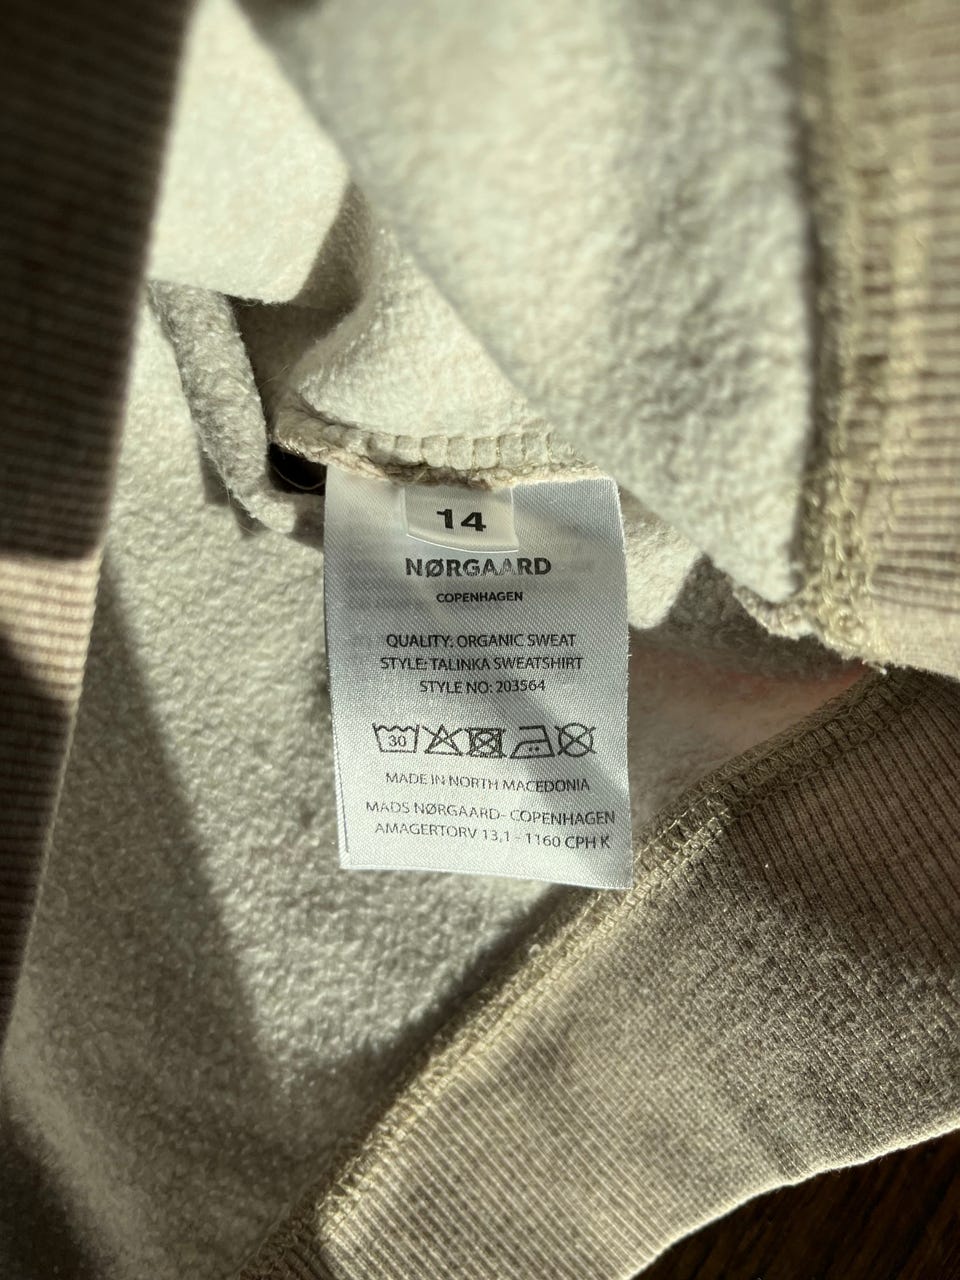 14
NØRGAARD
COPENHAGEN
QUALITY: ORGANIC SWEAT
STYLE: TALINKA SWEATSHIRT
STYLE NO: 203564
30
MADE IN NORTH MACEDONIA
MADS NØRGAARD- COPENHAGEN
AMAGERTORV 13,1 - 1160 CPH K